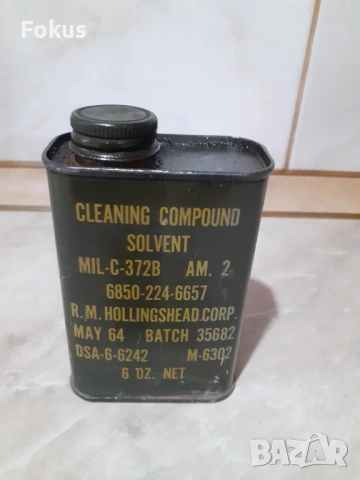 Fokus
CLEANING COMPOUND
SOLVENT
MIL-C-372B AM. 2
6850-224-6657
R.M. HOLLINGSHEAD CORP.
MAY 64 BATCH 35682
DSA-6-6242 M-6302
6 OZ. NET
BAZAR